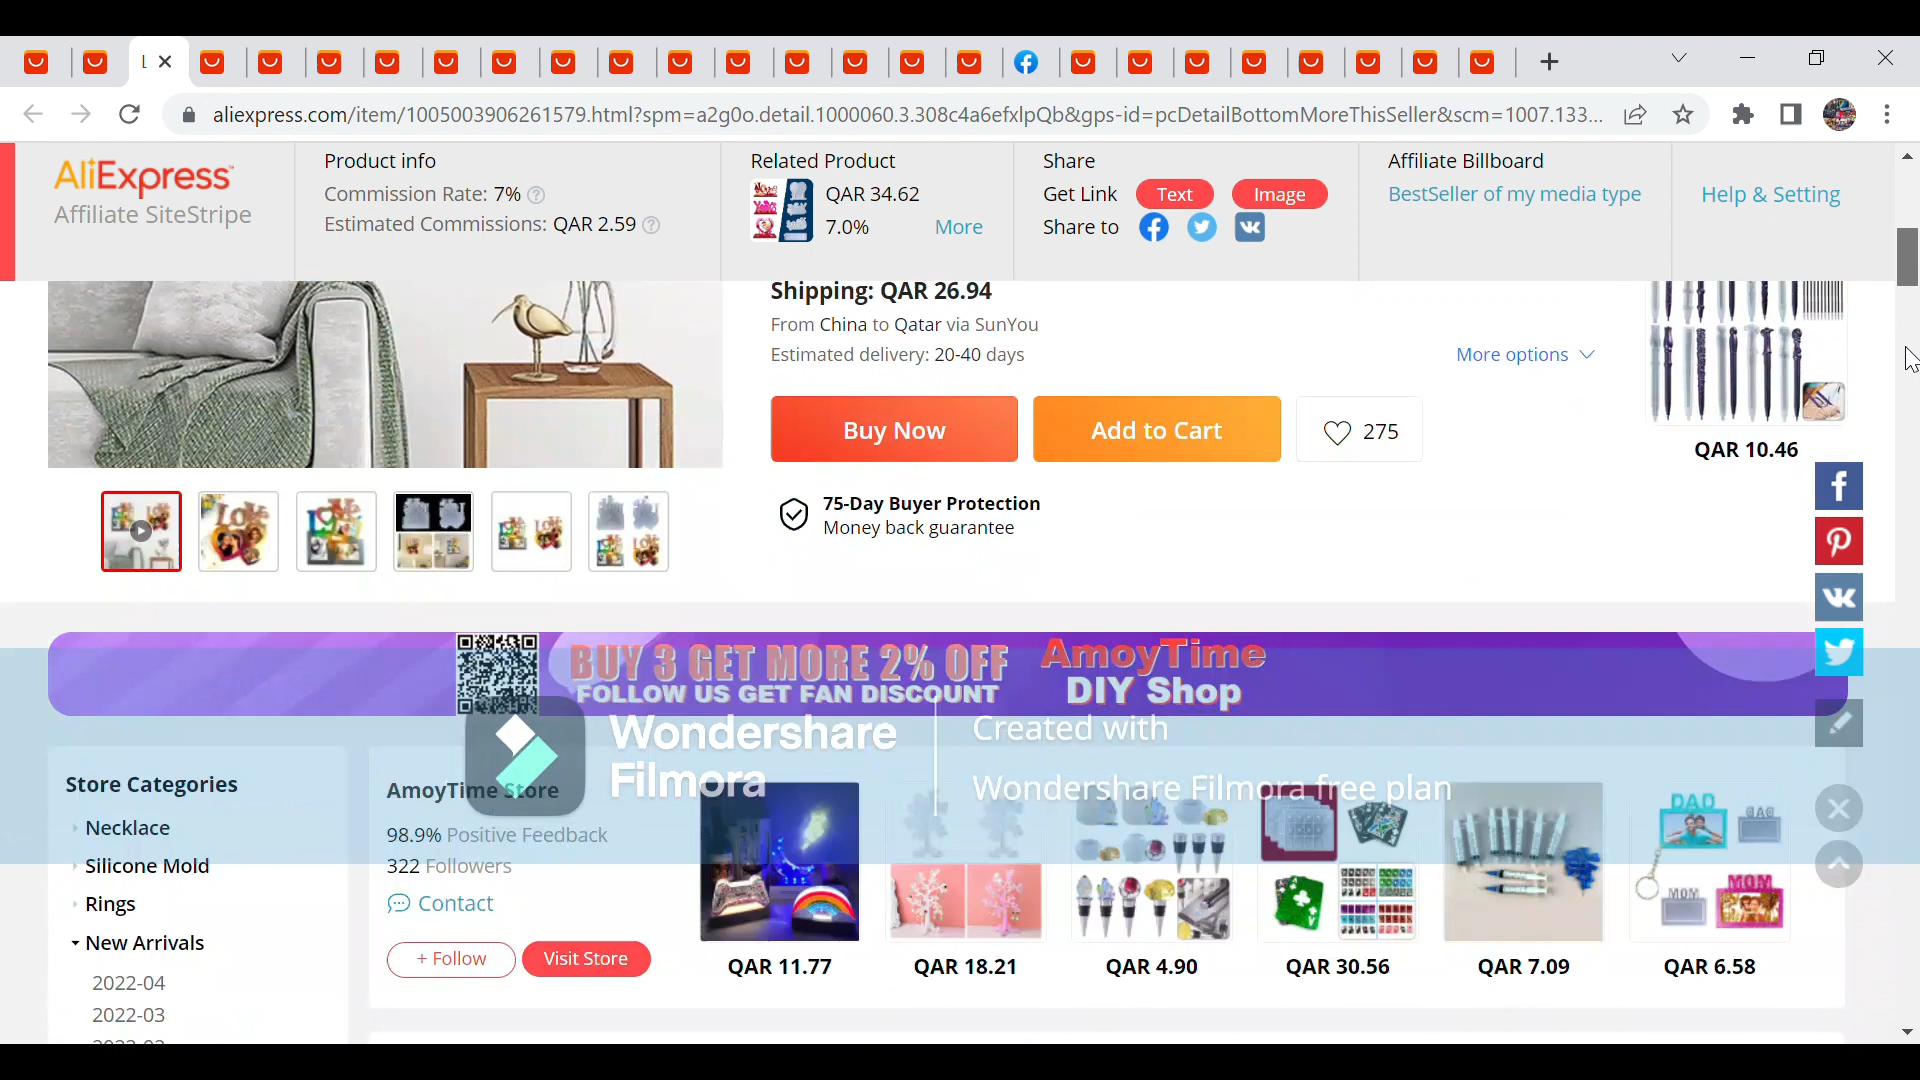 L
aliexpress.com/item/1005003906261579.html?spm=a2g0o.detail.1000060.3.308c4a6efxlpQb&gps-id=pcDetailBottomMoreThisSeller&scm=1007.133...
AliExpress
Affiliate SiteStripe
Product info
Commission Rate: 7%
Estimated Commissions: QAR 2.59
Related Product
QAR 34.62
7.0% More
Share
Get Link Text Image
Share to
Affiliate Billboard
BestSeller of my media type
Help & Setting
Shipping: QAR 26.94
From China to Qatar via SunYou
Estimated delivery: 20-40 days
More options
Buy Now
Add to Cart
275
QAR 10.46
75-Day Buyer Protection
Money back guarantee
BUY 3 GET MORE 2% OFF
FOLLOW US GET FAN DISCOUNT
AmoyTime
DIY Shop
Wondershare
Filmora
Created with
Wondershare Filmora free plan
Store Categories
Necklace
Silicone Mold
Rings
New Arrivals
2022-04
2022-03
AmoyTime Store
98.9% Positive Feedback
322 Followers
Contact
+ Follow
Visit Store
DAD
MOM
MOM
QAR 11.77
QAR 18.21
QAR 4.90
QAR 30.56
QAR 7.09
QAR 6.58